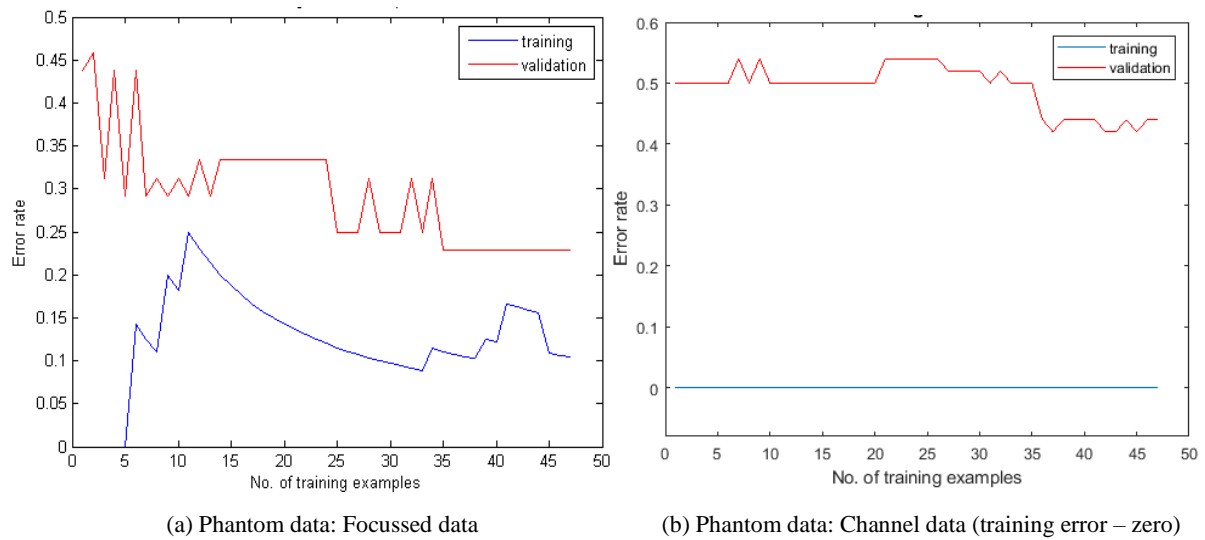 training
validation
0.5
0.45
0.4
0.35
0.3
0.25
0.2
0.15
0.1
0.05
0
Error rate
0 5 10 15 20 25 30 35 40 45 50
No. of training examples
(a) Phantom data: Focussed data
training
validation
0.6
0.5
0.4
0.3
0.2
0.1
0
Error rate
0 5 10 15 20 25 30 35 40 45 50
No. of training examples
(b) Phantom data: Channel data (training error – zero)